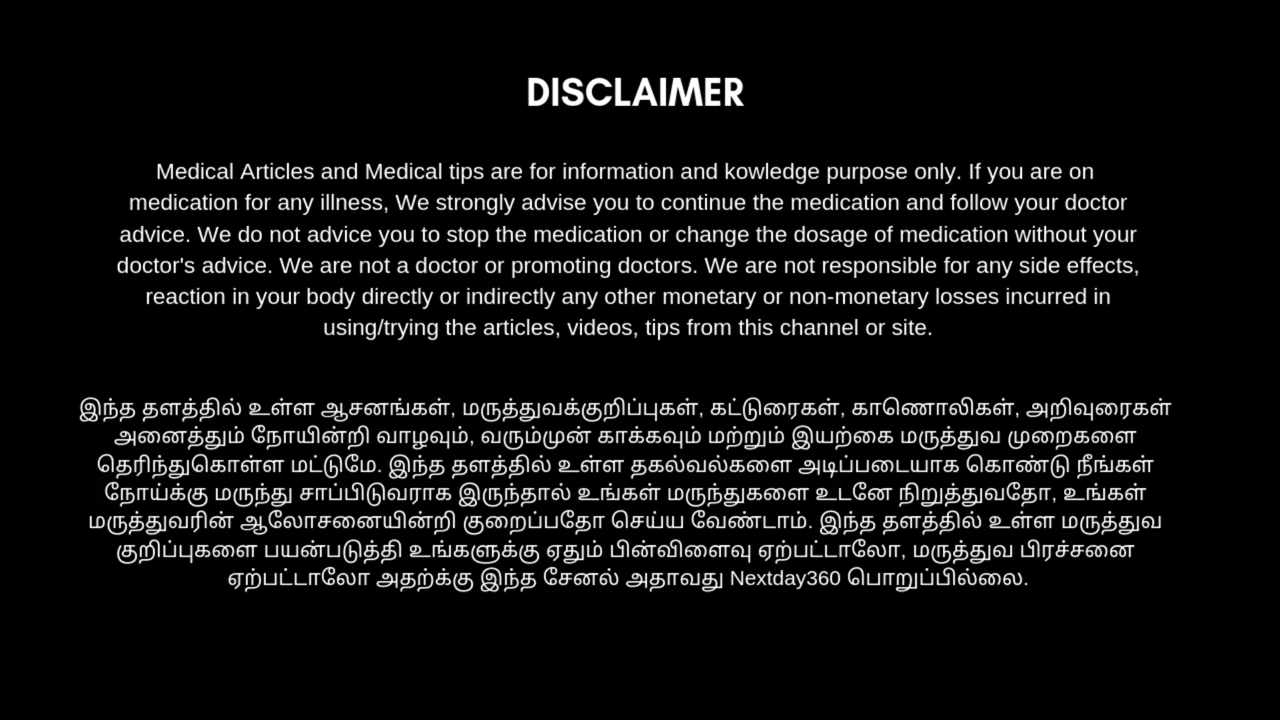 DISCLAIMER
Medical Articles and Medical tips are for information and kowledge purpose only. If you are on
medication for any illness, We strongly advise you to continue the medication and follow your doctor
advice. We do not advice you to stop the medication or change the dosage of medication without your
doctor's advice. We are not a doctor or promoting doctors. We are not responsible for any side effects,
reaction in your body directly or indirectly any other monetary or non-monetary losses incurred in
using/trying the articles, videos, tips from this channel or site.
இந்த தளத்தில் உள்ள ஆசனங்கள், மருத்துவக்குறிப்புகள், கட்டுரைகள், காணொலிகள், அறிவுரைகள்
அனைத்தும் நோயின்றி வாழவும், வரும்முன் காக்கவும் மற்றும் இயற்கை மருத்துவ முறைகளை
தெரிந்துகொள்ள மட்டுமே. இந்த தளத்தில் உள்ள தகல்வல்களை அடிப்படையாக கொண்டு நீங்கள்
நோய்க்கு மருந்து சாப்பிடுவராக இருந்தால் உங்கள் மருந்துகளை உடனே நிறுத்துவதோ, உங்கள்
மருத்துவரின் ஆலோசனையின்றி குறைப்பதோ செய்ய வேண்டாம். இந்த தளத்தில் உள்ள மருத்துவ
குறிப்புகளை பயன்படுத்தி உங்களுக்கு ஏதும் பின்விளைவு ஏற்பட்டாலோ, மருத்துவ பிரச்சனை
ஏற்பட்டாலோ அதற்க்கு இந்த சேனல் அதாவது Nextday360 பொறுப்பில்லை.